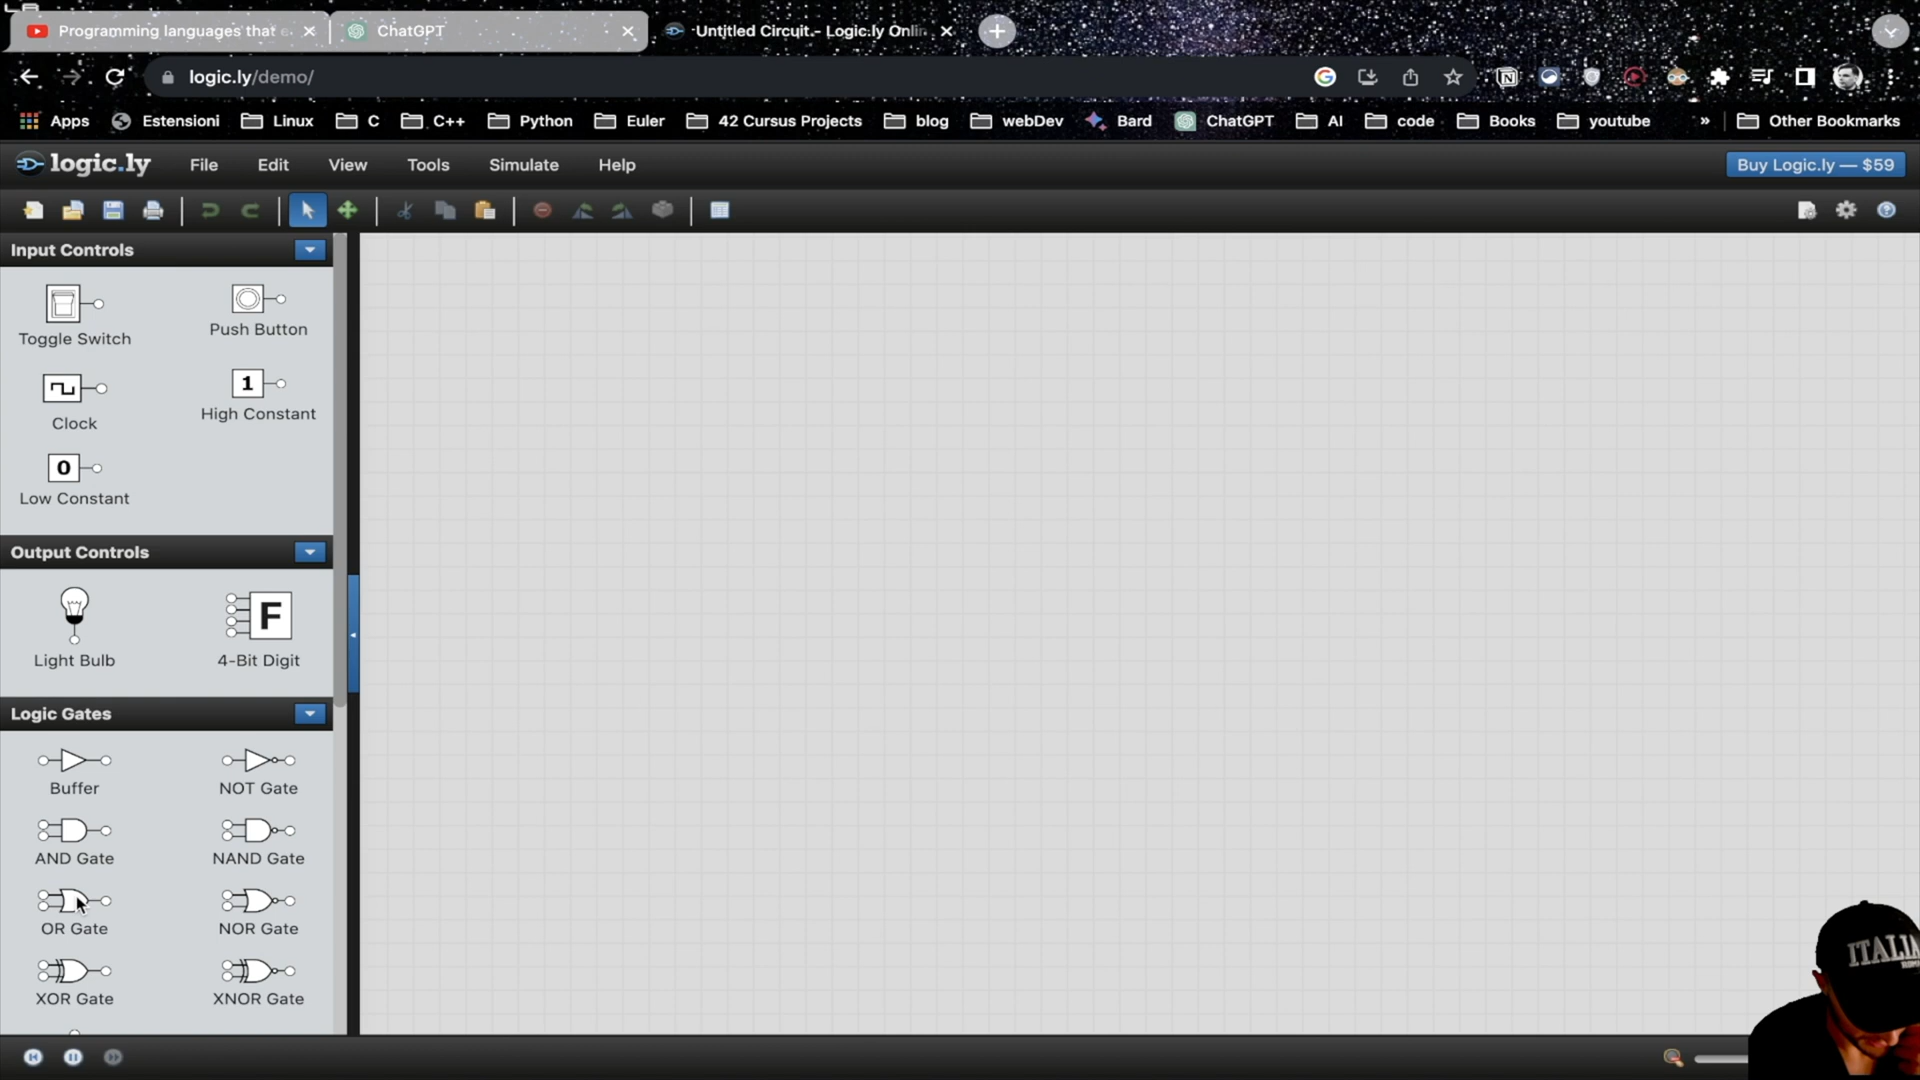 Programming languages that e
ChatGPT
Untitled Circuit - Logic.ly Onlin
logic.ly/demo/
Apps
Estensioni
Linux
C
C++
Python
Euler
42 Cursus Projects
blog
webDev
Bard
ChatGPT
AI
code
Books
youtube
»
Other Bookmarks
logic.ly
File
Edit
View
Tools
Simulate
Help
Buy Logic.ly — $59
Input Controls
Toggle Switch
Push Button
1
Clock
High Constant
0
Low Constant
Output Controls
F
Light Bulb
4-Bit Digit
Logic Gates
Buffer
NOT Gate
AND Gate
NAND Gate
OR Gate
NOR Gate
XOR Gate
XNOR Gate
ITALIA